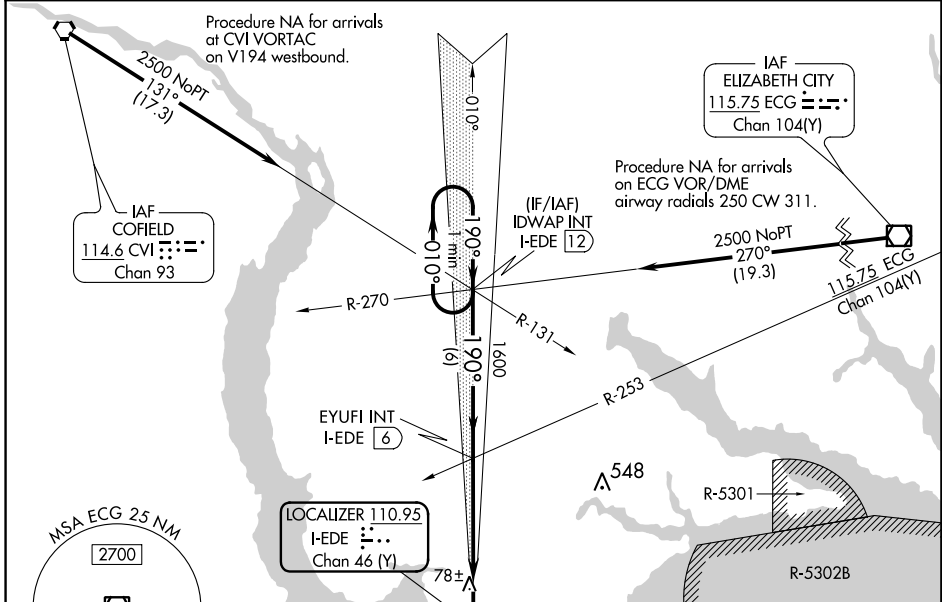 Procedure NA for arrivals
at CVI VORTAC
on V194 westbound.
2500 NoPT
131°
(17.3)
010°
IAF
ELIZABETH CITY
115.75 ECG
Chan 104(Y)
Procedure NA for arrivals
on ECG VOR/DME
airway radials 250 CW 311.
IAF
COFIELD
114.6 CVI
Chan 93
(IF/IAF)
IDWAP INT
I-EDE 12
190°
1 min
010°
2500 NoPT
270°
(19.3)
115.75 ECG
Chan 104(Y)
R-270
R-131
190°
(6)
1600
R-253
EYUFI INT
I-EDE 6
548
R-5301
LOCALIZER 110.95
I-EDE
Chan 46 (Y)
78±
R-5302B
MSA ECG 25 NM
2700